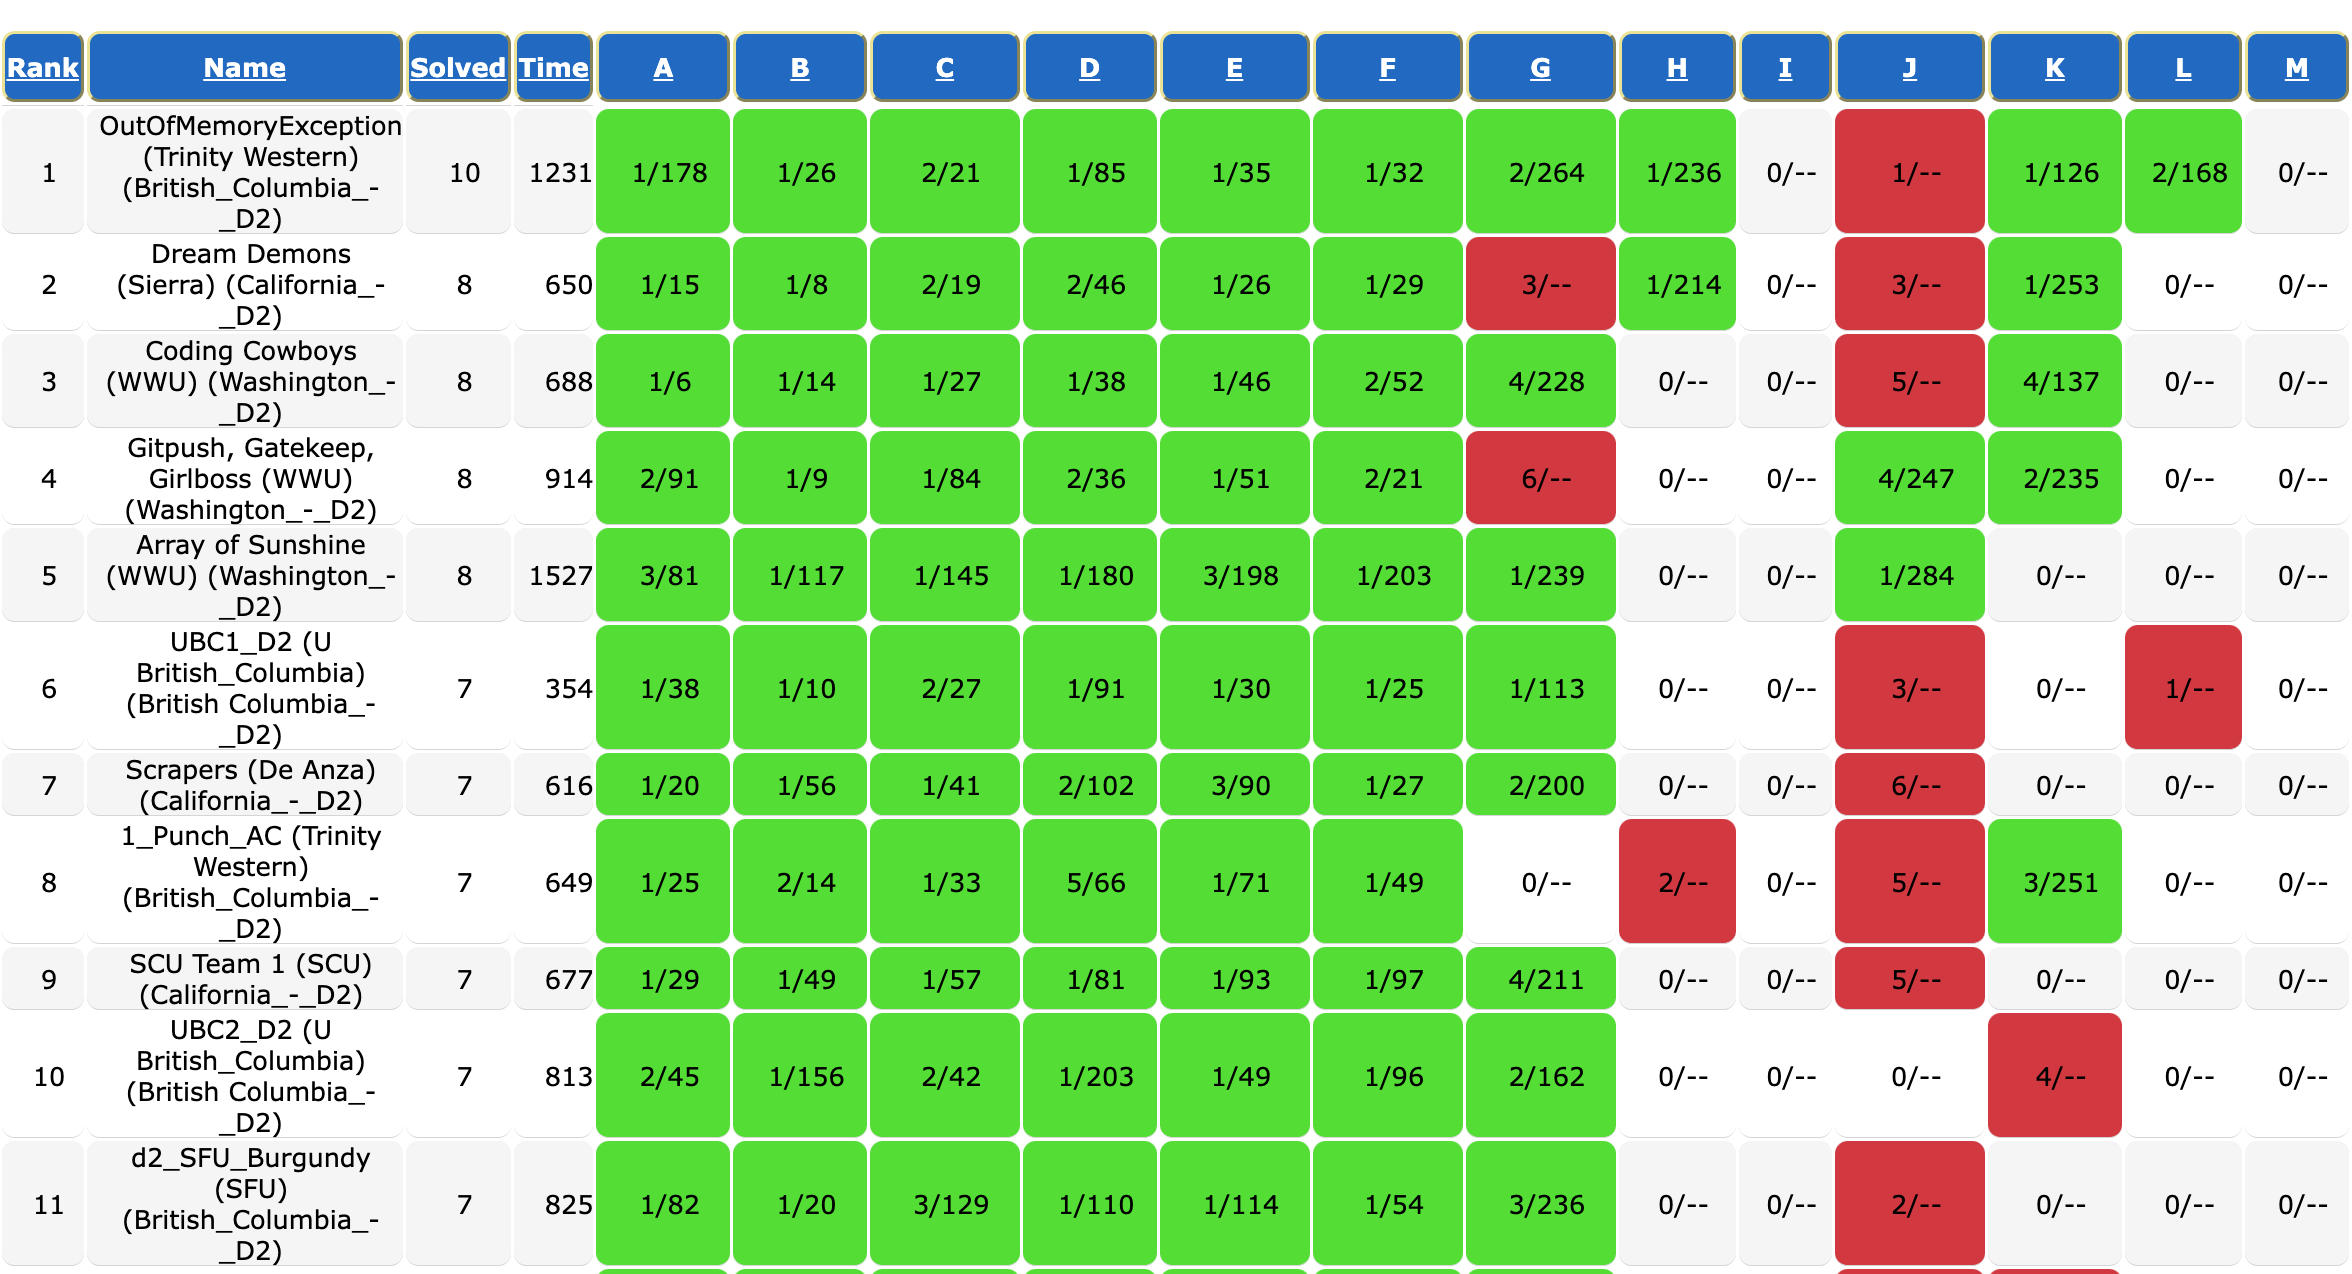 Rank Name Solved Time A B C D E F G H I J K L M
OutOfMemoryException
(Trinity Western)
(British_Columbia_-
_D2)
1 10 1231 1/178 1/26 2/21 1/85 1/35 1/32 2/264 1/236 0/-- 1/-- 1/126 2/168 0/--
Dream Demons
(Sierra) (California_-
_D2)
2 8 650 1/15 1/8 2/19 2/46 1/26 1/29 3/-- 1/214 0/-- 3/-- 1/253 0/-- 0/--
Coding Cowboys
(WWU) (Washington_-
_D2)
3 8 688 1/6 1/14 1/27 1/38 1/46 2/52 4/228 0/-- 0/-- 5/-- 4/137 0/-- 0/--
Gitpush, Gatekeep,
Girlboss (WWU)
(Washington_-_D2)
4 8 914 2/91 1/9 1/84 2/36 1/51 2/21 6/-- 0/-- 0/-- 4/247 2/235 0/-- 0/--
Array of Sunshine
(WWU) (Washington_-
_D2)
5 8 1527 3/81 1/117 1/145 1/180 3/198 1/203 1/239 0/-- 0/-- 1/284 0/-- 0/-- 0/--
UBC1_D2 (U
British_Columbia)
(British Columbia_-
_D2)
6 7 354 1/38 1/10 2/27 1/91 1/30 1/25 1/113 0/-- 0/-- 3/-- 0/-- 1/-- 0/--
Scrapers (De Anza)
(California_-_D2)
7 7 616 1/20 1/56 1/41 2/102 3/90 1/27 2/200 0/-- 0/-- 6/-- 0/-- 0/-- 0/--
1_Punch_AC (Trinity
Western)
(British_Columbia_-
_D2)
8 7 649 1/25 2/14 1/33 5/66 1/71 1/49 0/-- 2/-- 0/-- 5/-- 3/251 0/-- 0/--
SCU Team 1 (SCU)
(California_-_D2)
9 7 677 1/29 1/49 1/57 1/81 1/93 1/97 4/211 0/-- 0/-- 5/-- 0/-- 0/-- 0/--
UBC2_D2 (U
British_Columbia)
(British Columbia_-
_D2)
10 7 813 2/45 1/156 2/42 1/203 1/49 1/96 2/162 0/-- 0/-- 0/-- 4/-- 0/-- 0/--
d2_SFU_Burgundy
(SFU)
(British_Columbia_-
_D2)
11 7 825 1/82 1/20 3/129 1/110 1/114 1/54 3/236 0/-- 0/-- 2/-- 0/-- 0/-- 0/--